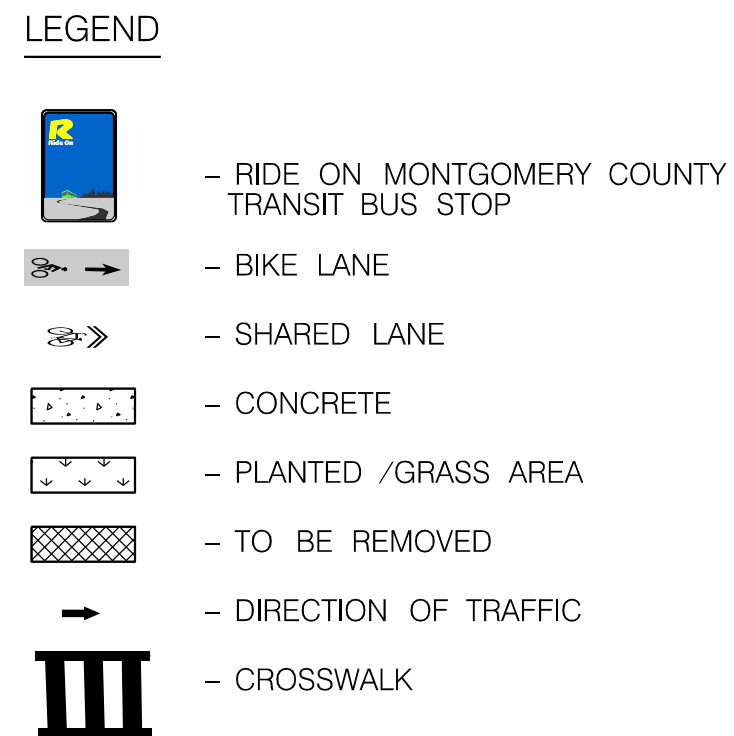 LEGEND
R
Ride On
– RIDE ON MONTGOMERY COUNTY
TRANSIT BUS STOP
– BIKE LANE
– SHARED LANE
– CONCRETE
– PLANTED /GRASS AREA
– TO BE REMOVED
– DIRECTION OF TRAFFIC
– CROSSWALK